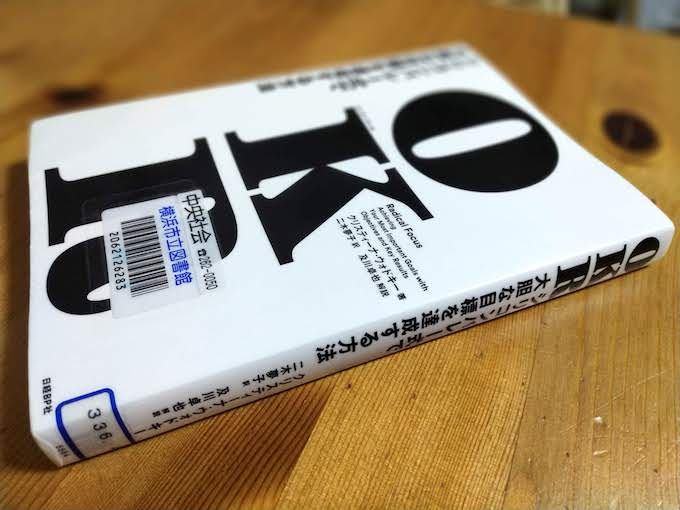 OKR
Radical Focus
Achieving
Your Most Important Goals with
Objectives and Key Results
クリスティーナ・ウォドキー 著
二木夢子 訳 及川卓也 解説
中央社会 ☎262-0050
横浜市立図書館
2062126283
日経BP社
OKR
シリコンバレー式で
大胆な目標を達成する方法
クリスティーナ・ウォドキー 著
二木夢子 訳 及川卓也 解説
336.